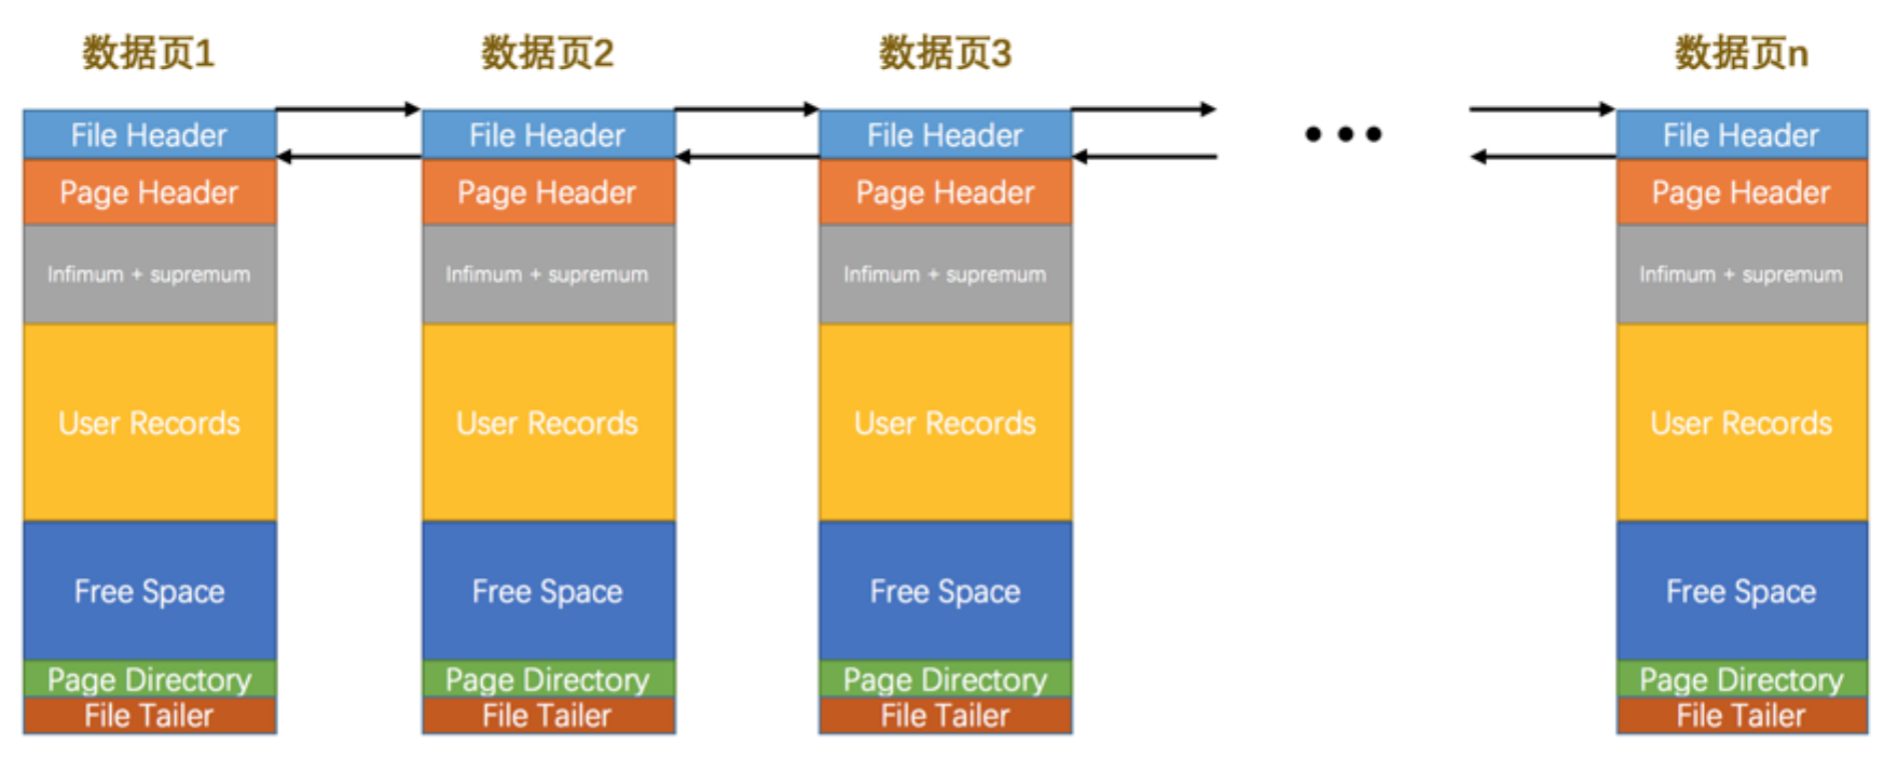 数据页1
File Header
Page Header
Infimum + supremum
User Records
Free Space
Page Directory
File Tailer
数据页2
File Header
Page Header
Infimum + supremum
User Records
Free Space
Page Directory
File Tailer
数据页3
File Header
Page Header
Infimum + supremum
User Records
Free Space
Page Directory
File Tailer
•••
数据页n
File Header
Page Header
Infimum + supremum
User Records
Free Space
Page Directory
File Tailer